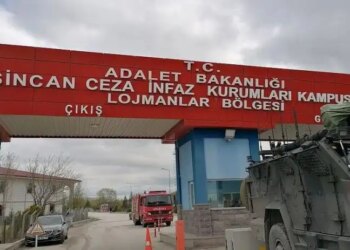 T.C.
ADALET BAKANLIĞI
SİNCAN CEZA İNFAZ KURUMLARI KAMPUS
LOJMANLAR BÖLGESİ
ÇIKIŞ
G
T.C.